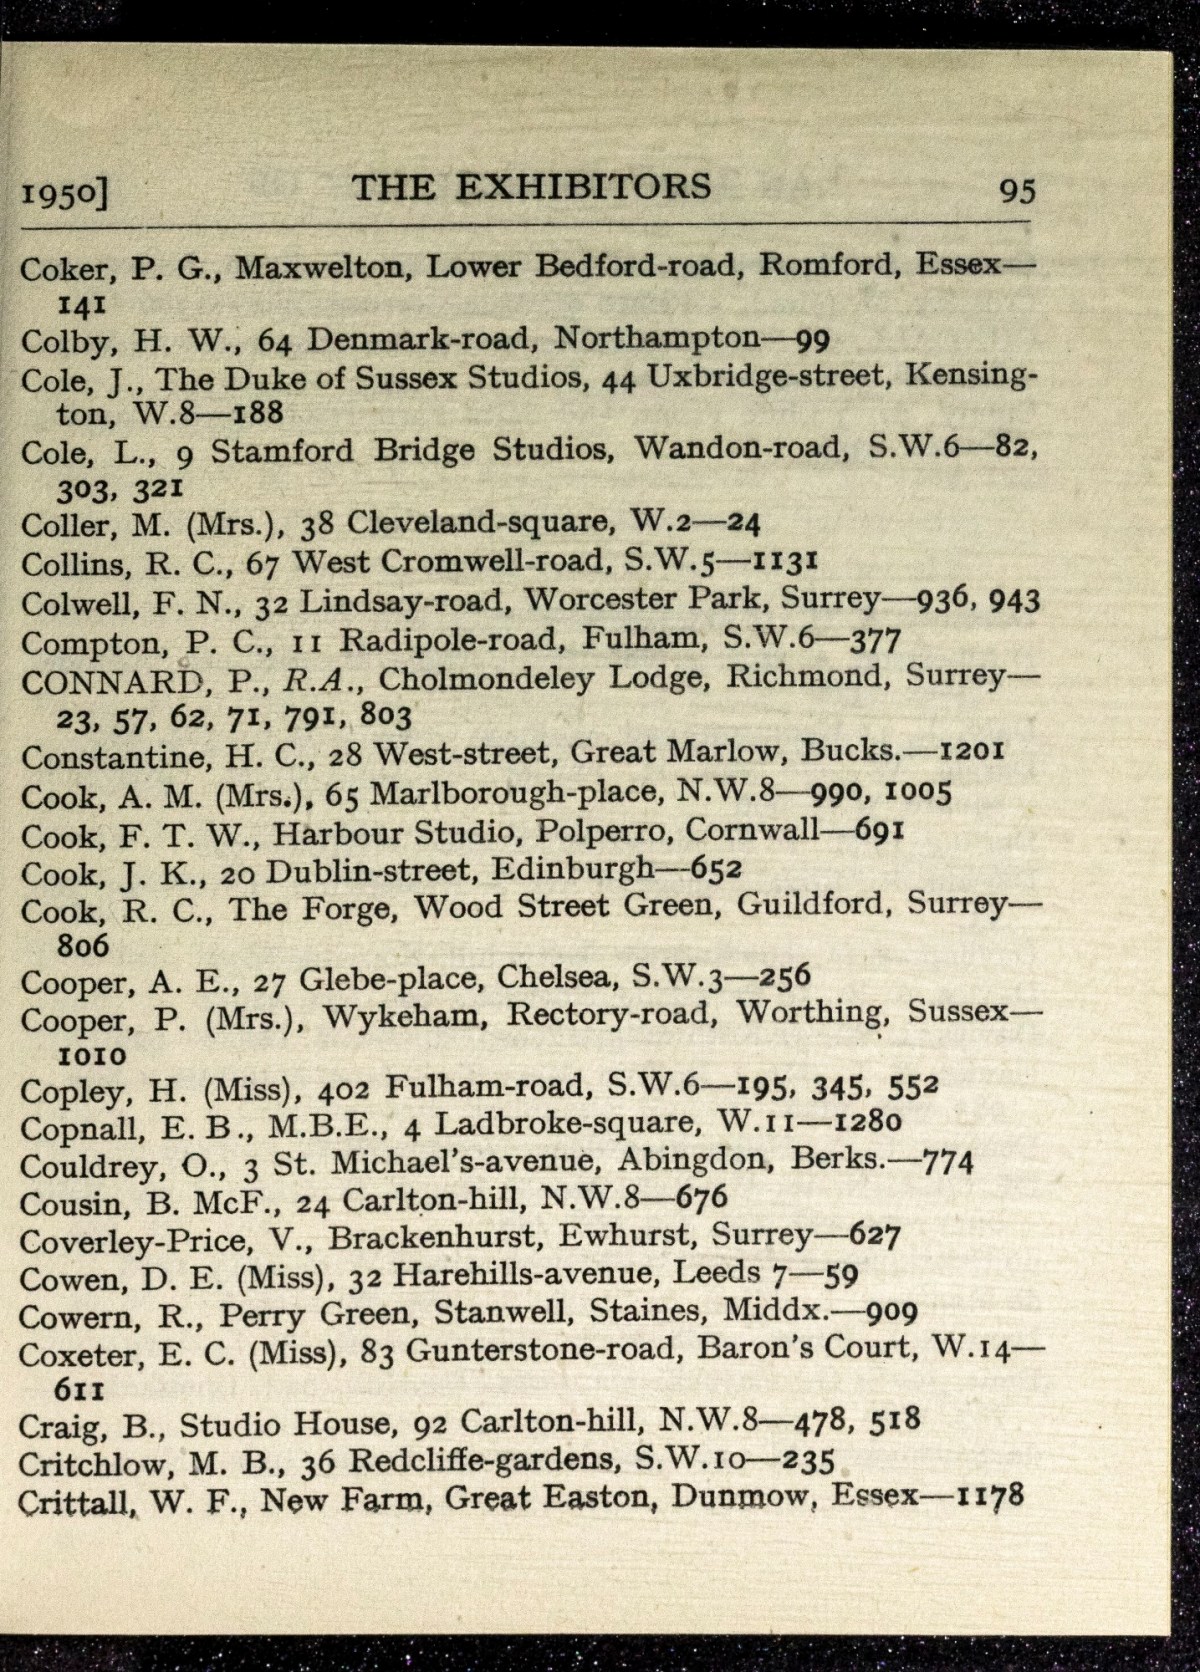 1950] THE EXHIBITORS 95
Coker, P. G., Maxwelton, Lower Bedford-road, Romford, Essex—
141
Colby, H. W., 64 Denmark-road, Northampton—99
Cole, J., The Duke of Sussex Studios, 44 Uxbridge-street, Kensing-
ton, W.8—188
Cole, L., 9 Stamford Bridge Studios, Wandon-road, S.W.6—82,
303, 321
Coller, M. (Mrs.), 38 Cleveland-square, W.2—24
Collins, R. C., 67 West Cromwell-road, S.W.5—1131
Colwell, F. N., 32 Lindsay-road, Worcester Park, Surrey—936, 943
Compton, P. C., 11 Radipole-road, Fulham, S.W.6—377
CONNARD, P., R.A., Cholmondeley Lodge, Richmond, Surrey—
23, 57, 62, 71, 791, 803
Constantine, H. C., 28 West-street, Great Marlow, Bucks.—1201
Cook, A. M. (Mrs.), 65 Marlborough-place, N.W.8—990, 1005
Cook, F. T. W., Harbour Studio, Polperro, Cornwall—691
Cook, J. K., 20 Dublin-street, Edinburgh—652
Cook, R. C., The Forge, Wood Street Green, Guildford, Surrey—
806
Cooper, A. E., 27 Glebe-place, Chelsea, S.W.3—256
Cooper, P. (Mrs.), Wykeham, Rectory-road, Worthing, Sussex—
1010
Copley, H. (Miss), 402 Fulham-road, S.W.6—195, 345, 552
Copnall, E. B., M.B.E., 4 Ladbroke-square, W.11—1280
Couldrey, O., 3 St. Michael's-avenue, Abingdon, Berks.—774
Cousin, B. McF., 24 Carlton-hill, N.W.8—676
Coverley-Price, V., Brackenhurst, Ewhurst, Surrey—627
Cowen, D. E. (Miss), 32 Harehills-avenue, Leeds 7—59
Cowern, R., Perry Green, Stanwell, Staines, Middx.—909
Coxeter, E. C. (Miss), 83 Gunterstone-road, Baron's Court, W.14—
611
Craig, B., Studio House, 92 Carlton-hill, N.W.8—478, 518
Critchlow, M. B., 36 Redcliffe-gardens, S.W.10—235
Crittall, W. F., New Farm, Great Easton, Dunmow, Essex—1178